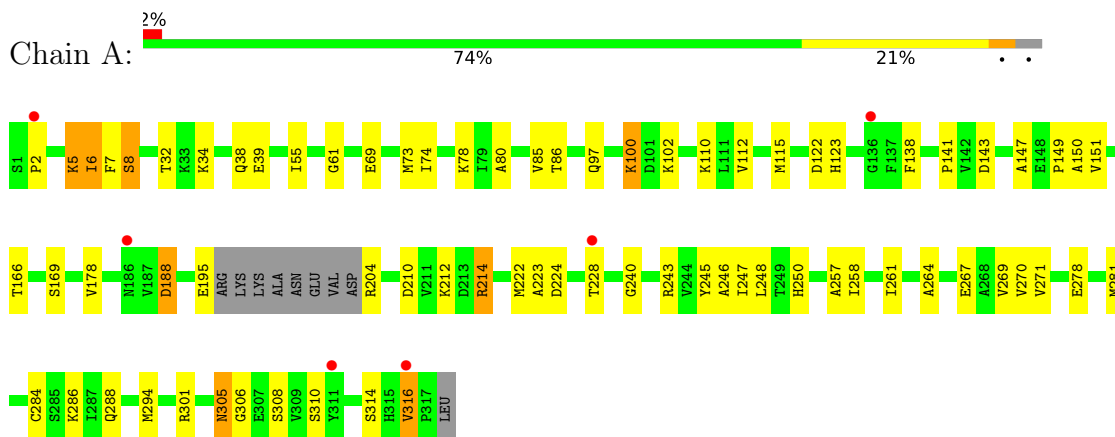 2%
Chain A:
74% 21% • •
S1 P2 K5 I6 F7 S8 T32 K33 K34 Q38 E39 I55 G61 E69 M73 I74 K78 I79 A80 V85 T86 Q97 K100 D101 K102 K110 L111 V112 M115 D122 H123 G136 F137 F138 P141 V142 D143 A147 E148 P149 A150 V151
T166 S169 V178 N186 V187 D188 E195 ARG LYS LYS ALA ASN GLU VAL ASP R204 D210 V211 K212 D213 R214 M222 A223 D224 T228 G240 R243 V244 Y245 A246 I247 L248 T249 H250 A257 I258 I261 A264 E267 A268 V269 V270 V271 E278 M281
C284 S285 K286 I287 Q288 M294 R301 N305 G306 E307 S308 V309 S310 Y311 S314 H315 V316 P317 LEU